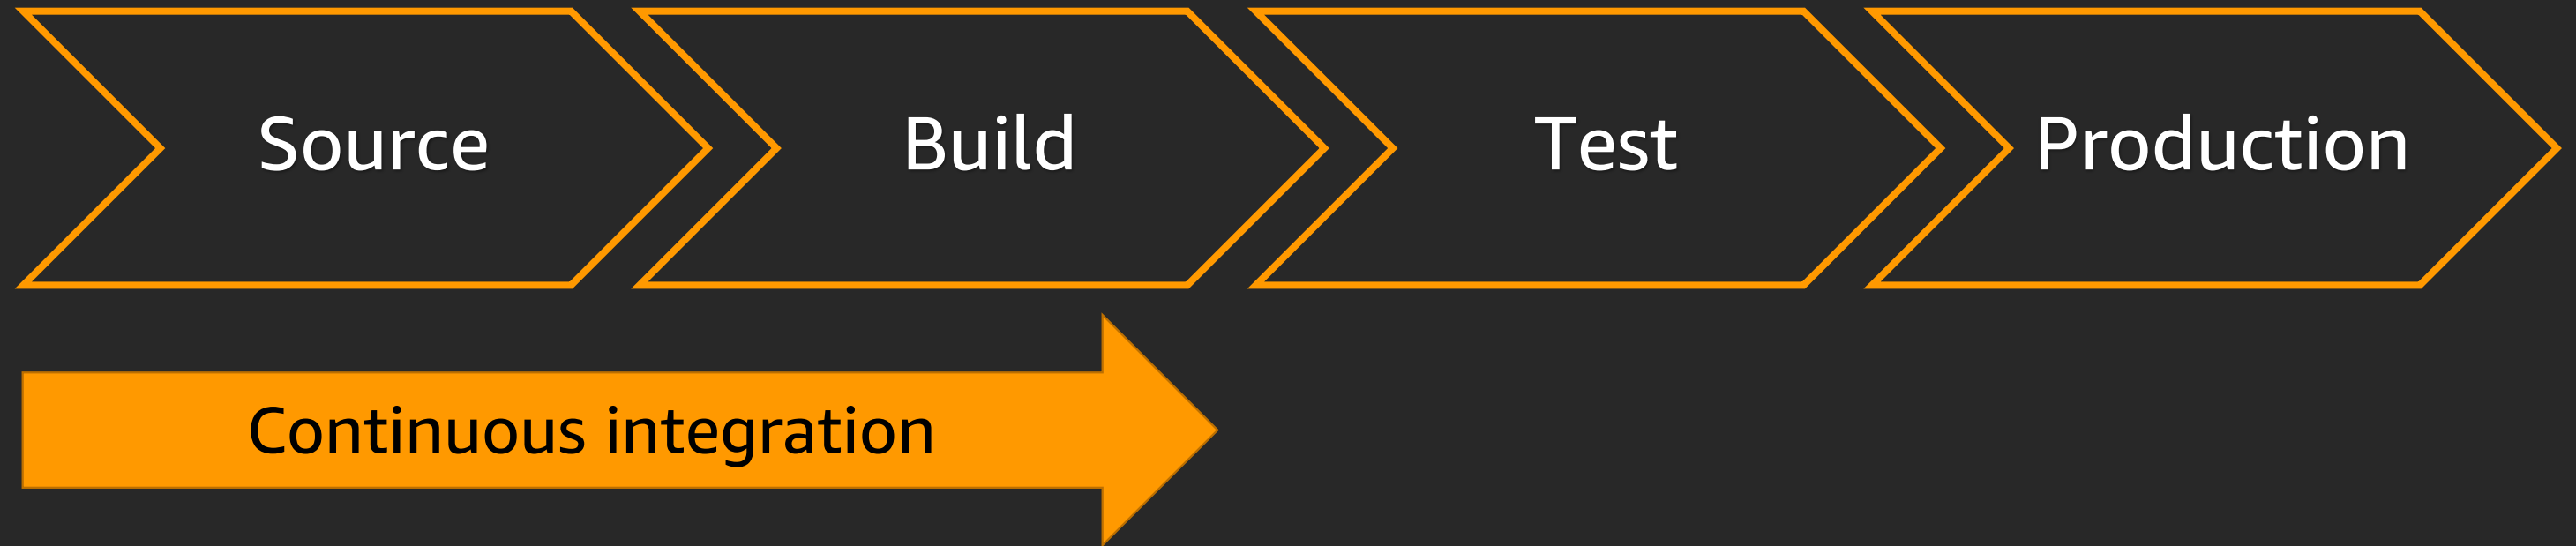 Source
Build
Test
Production
Continuous integration